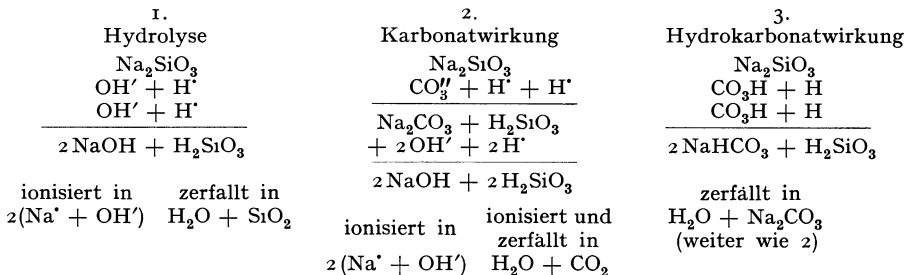 1.
Hydrolyse
Na₂SiO₃
OH′ + H˙
OH′ + H˙
2 NaOH + H₂SiO₃
ionisiert in zerfallt in
2(Na˙ + OH′) H₂O + SiO₂
2.
Karbonatwirkung
Na₂SiO₃
CO₃″ + H˙ + H˙
Na₂CO₃ + H₂SiO₃
+ 2 OH′ + 2 H˙
2 NaOH + 2 H₂SiO₃
ionisiert in
2 (Na˙ + OH′)
ionisiert und
zerfällt in
H₂O + CO₂
3.
Hydrokarbonatwirkung
Na₂SiO₃
CO₃H + H
CO₃H + H
2 NaHCO₃ + H₂SiO₃
zerfällt in
H₂O + Na₂CO₃
(weiter wie 2)